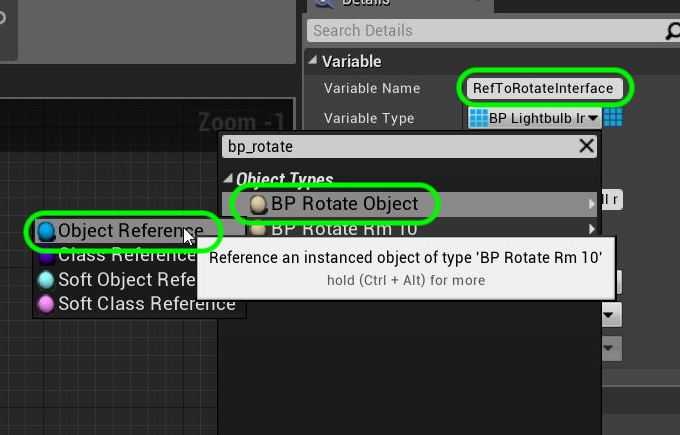 Details
Search Details
Variable
Variable Name
RefToRotateInterface
Variable Type
BP Lightbulb Ir
Zoom -1
bp_rotate
Object Types
BP Rotate Object
BP Rotate Rm 10
Object Reference
Class Reference
Soft Object Refe
Soft Class Reference
Reference an instanced object of type 'BP Rotate Rm 10'
hold (Ctrl + Alt) for more